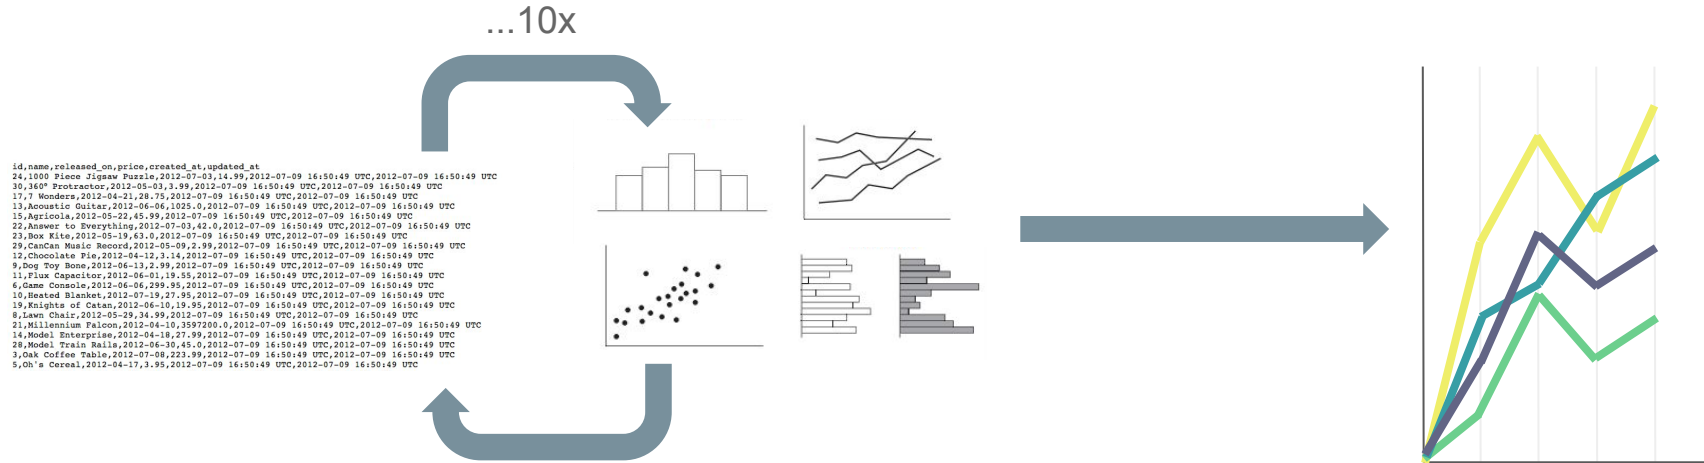 ...10x
id,name,released_on,price,created_at,updated_at
24,1000 Piece Jigsaw Puzzle,2012-07-03,14.99,2012-07-09 16:50:49 UTC,2012-07-09 16:50:49 UTC
30,360° Protractor,2012-05-03,3.99,2012-07-09 16:50:49 UTC,2012-07-09 16:50:49 UTC
17,7 Wonders,2012-04-21,28.75,2012-07-09 16:50:49 UTC,2012-07-09 16:50:49 UTC
13,Acoustic Guitar,2012-06-06,1025.0,2012-07-09 16:50:49 UTC,2012-07-09 16:50:49 UTC
15,Agricola,2012-05-22,45.99,2012-07-09 16:50:49 UTC,2012-07-09 16:50:49 UTC
22,Answer to Everything,2012-07-03,42.0,2012-07-09 16:50:49 UTC,2012-07-09 16:50:49 UTC
23,Box Kite,2012-05-19,63.0,2012-07-09 16:50:49 UTC,2012-07-09 16:50:49 UTC
29,CanCan Music Record,2012-05-09,2.99,2012-07-09 16:50:49 UTC,2012-07-09 16:50:49 UTC
12,Chocolate Pie,2012-04-12,3.14,2012-07-09 16:50:49 UTC,2012-07-09 16:50:49 UTC
9,Dog Toy Bone,2012-06-13,2.99,2012-07-09 16:50:49 UTC,2012-07-09 16:50:49 UTC
11,Flux Capacitor,2012-06-01,19.55,2012-07-09 16:50:49 UTC,2012-07-09 16:50:49 UTC
6,Game Console,2012-06-06,299.95,2012-07-09 16:50:49 UTC,2012-07-09 16:50:49 UTC
10,Heated Blanket,2012-07-19,27.95,2012-07-09 16:50:49 UTC,2012-07-09 16:50:49 UTC
19,Knights of Catan,2012-06-10,19.95,2012-07-09 16:50:49 UTC,2012-07-09 16:50:49 UTC
8,Lawn Chair,2012-05-29,34.99,2012-07-09 16:50:49 UTC,2012-07-09 16:50:49 UTC
21,Millennium Falcon,2012-04-10,3597200.0,2012-07-09 16:50:49 UTC,2012-07-09 16:50:49 UTC
14,Model Enterprise,2012-04-18,27.99,2012-07-09 16:50:49 UTC,2012-07-09 16:50:49 UTC
28,Model Train Rails,2012-06-30,45.0,2012-07-09 16:50:49 UTC,2012-07-09 16:50:49 UTC
3,Oak Coffee Table,2012-07-08,223.99,2012-07-09 16:50:49 UTC,2012-07-09 16:50:49 UTC
5,Oh's Cereal,2012-04-17,3.95,2012-07-09 16:50:49 UTC,2012-07-09 16:50:49 UTC